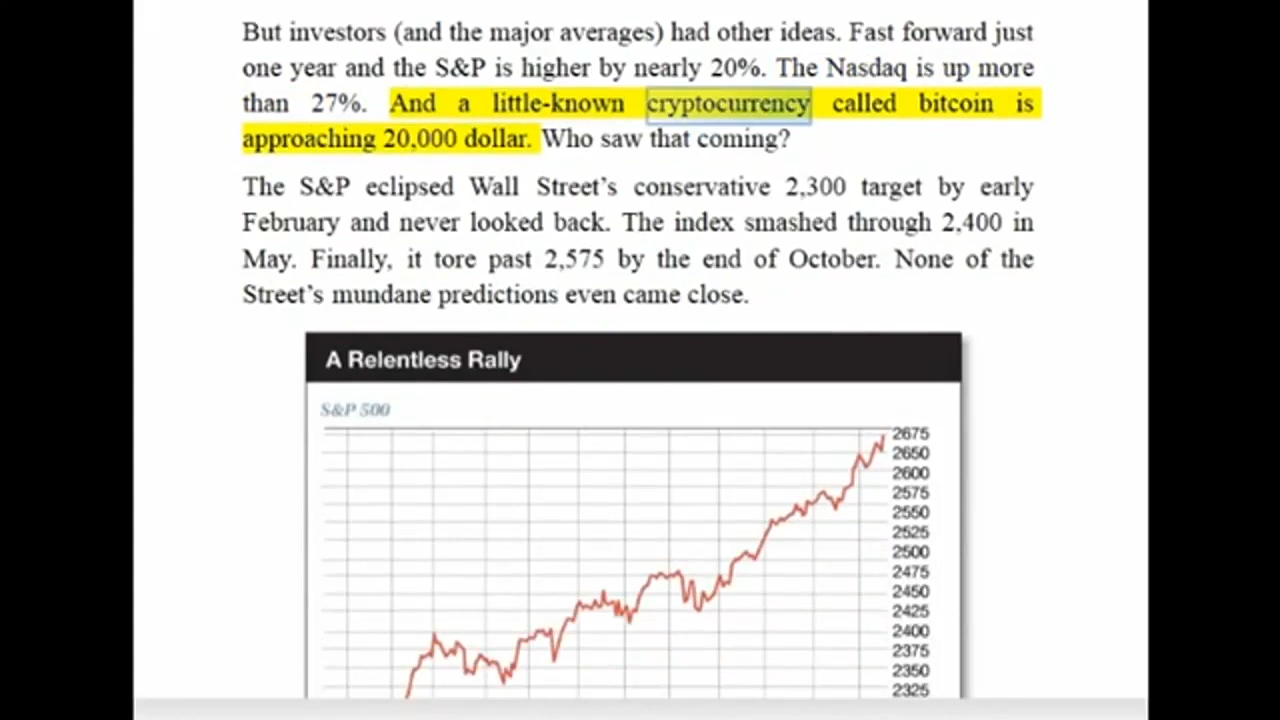 But investors (and the major averages) had other ideas. Fast forward just
one year and the S&P is higher by nearly 20%. The Nasdaq is up more
than 27%. And a little-known cryptocurrency called bitcoin is
approaching 20,000 dollar. Who saw that coming?
The S&P eclipsed Wall Street’s conservative 2,300 target by early
February and never looked back. The index smashed through 2,400 in
May. Finally, it tore past 2,575 by the end of October. None of the
Street’s mundane predictions even came close.
A Relentless Rally
S&P 500
2675
2650
2600
2575
2550
2525
2500
2475
2450
2425
2400
2375
2350
2325